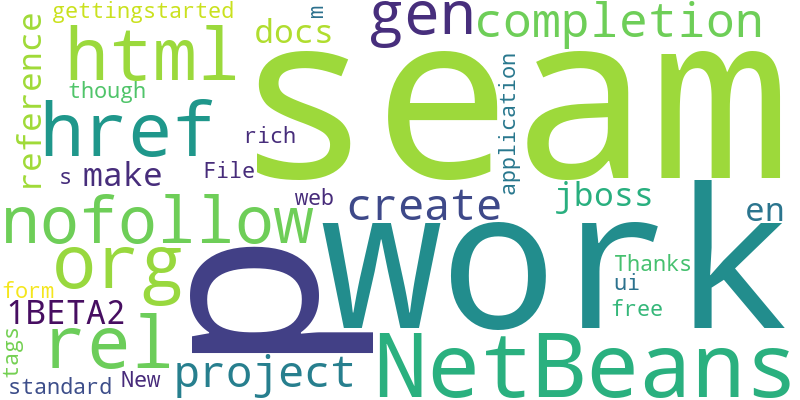 gettingstarted
m
gen
completion
docs
html
seam
reference
though
application
href
rich
File
s
make
web
create
jboss
en
nofollow
work
org
p
Thanks
ui
form
free
1BETA2
rel
tags
NetBeans
standard
New
project